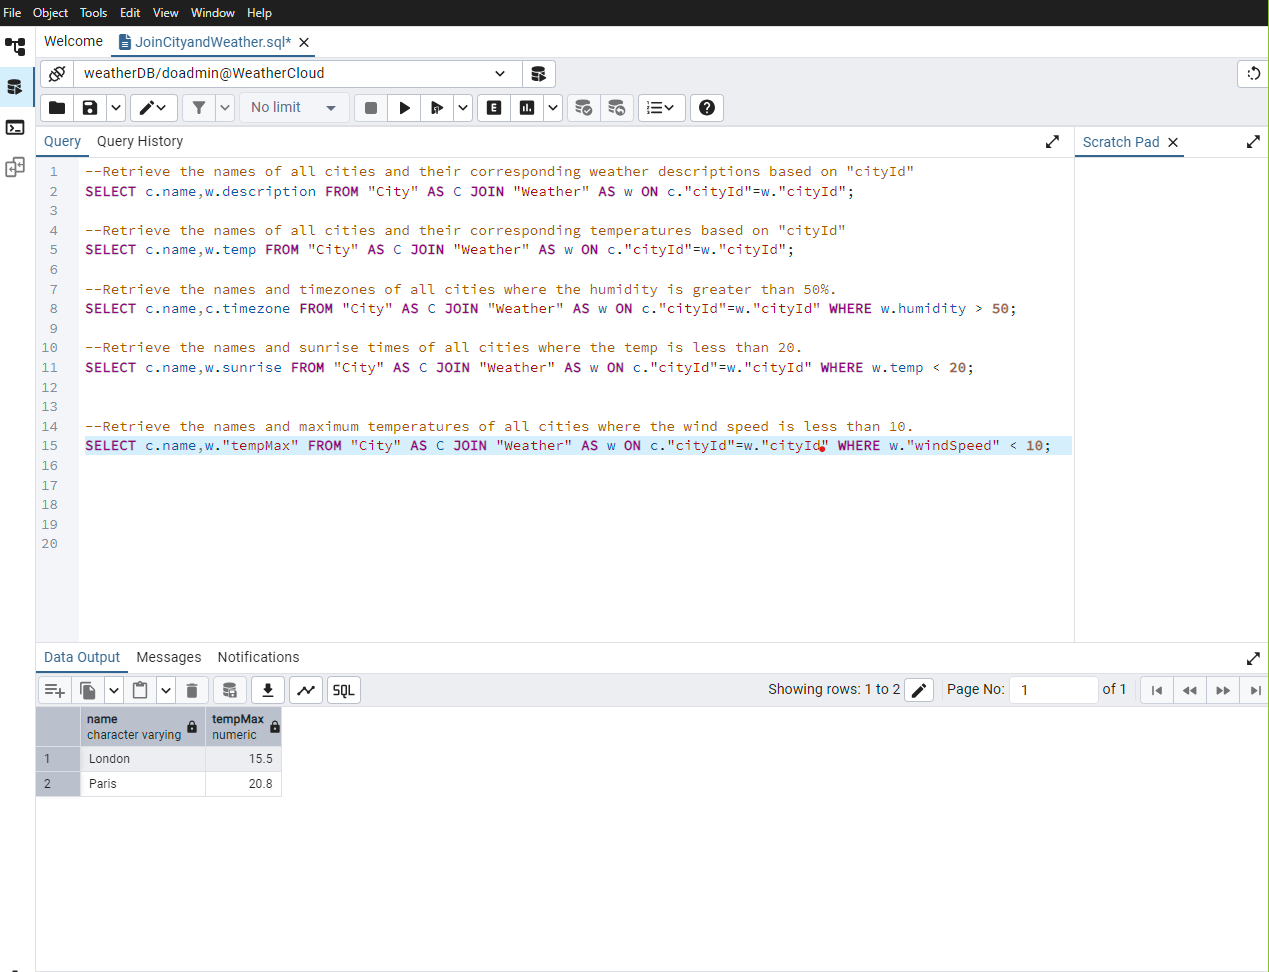 File Object Tools Edit View Window Help
Welcome JoinCityandWeather.sql*
weatherDB/doadmin@WeatherCloud
No limit E
Query Query History Scratch Pad
1 --Retrieve the names of all cities and their corresponding weather descriptions based on "cityId"
2 SELECT c.name,w.description FROM "City" AS C JOIN "Weather" AS w ON c."cityId"=w."cityId";
3
4 --Retrieve the names of all cities and their corresponding temperatures based on "cityId"
5 SELECT c.name,w.temp FROM "City" AS C JOIN "Weather" AS w ON c."cityId"=w."cityId";
6
7 --Retrieve the names and timezones of all cities where the humidity is greater than 50%.
8 SELECT c.name,c.timezone FROM "City" AS C JOIN "Weather" AS w ON c."cityId"=w."cityId" WHERE w.humidity > 50;
9
10 --Retrieve the names and sunrise times of all cities where the temp is less than 20.
11 SELECT c.name,w.sunrise FROM "City" AS C JOIN "Weather" AS w ON c."cityId"=w."cityId" WHERE w.temp < 20;
12
13
14 --Retrieve the names and maximum temperatures of all cities where the wind speed is less than 10.
15 SELECT c.name,w."tempMax" FROM "City" AS C JOIN "Weather" AS w ON c."cityId"=w."cityId" WHERE w."windSpeed" < 10;
16
17
18
19
20
Data Output Messages Notifications
SQL Showing rows: 1 to 2 Page No: 1 of 1
name tempMax
character varying numeric
1 London 15.5
2 Paris 20.8